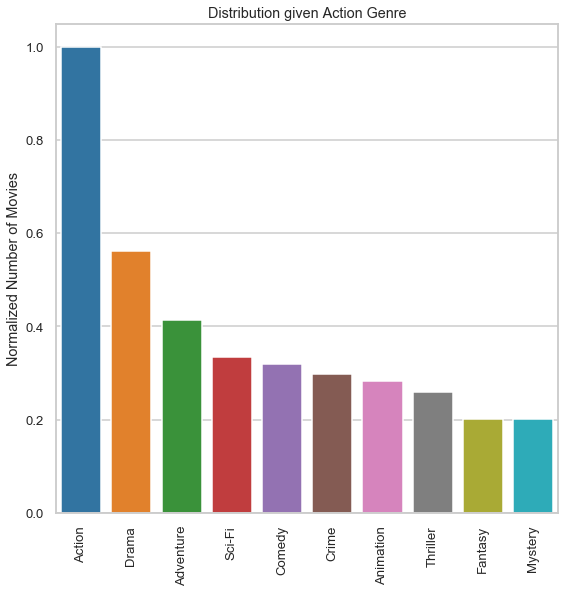 Distribution given Action Genre
Normalized Number of Movies
1.0
0.8
0.6
0.4
0.2
0.0
Action
Drama
Adventure
Sci-Fi
Comedy
Crime
Animation
Thriller
Fantasy
Mystery